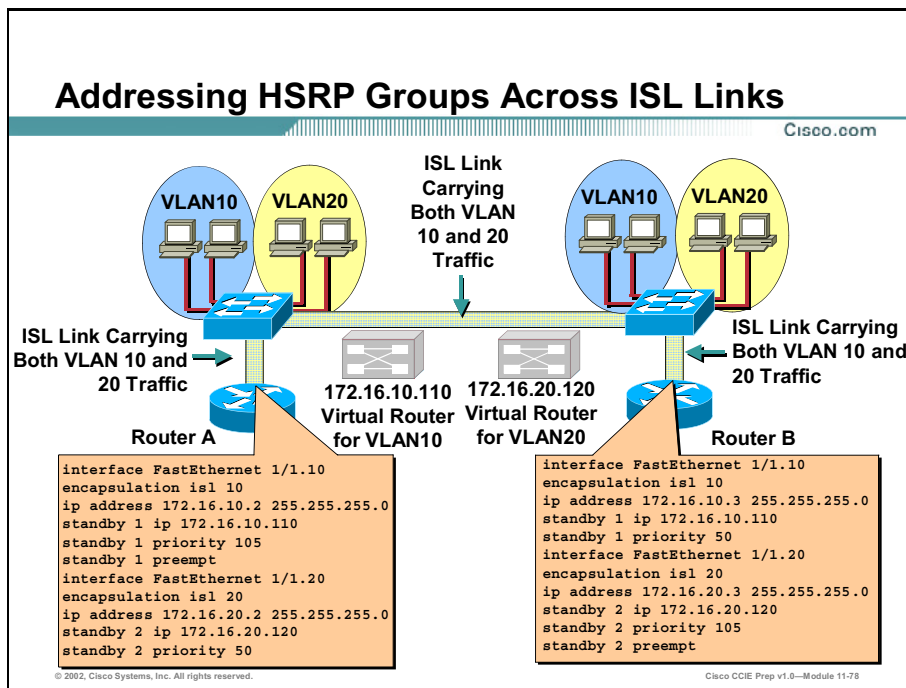 Addressing HSRP Groups Across ISL Links
Cisco.com
VLAN10
VLAN20
ISL Link
Carrying
Both VLAN
10 and 20
Traffic
VLAN10
VLAN20
ISL Link Carrying
Both VLAN 10 and
20 Traffic
172.16.10.110
Virtual Router
for VLAN10
172.16.20.120
Virtual Router
for VLAN20
ISL Link Carrying
Both VLAN 10 and
20 Traffic
Router A
Router B
interface FastEthernet 1/1.10
encapsulation isl 10
ip address 172.16.10.2 255.255.255.0
standby 1 ip 172.16.10.110
standby 1 priority 105
standby 1 preempt
interface FastEthernet 1/1.20
encapsulation isl 20
ip address 172.16.20.2 255.255.255.0
standby 2 ip 172.16.20.120
standby 2 priority 50
interface FastEthernet 1/1.10
encapsulation isl 10
ip address 172.16.10.3 255.255.255.0
standby 1 ip 172.16.10.110
standby 1 priority 50
interface FastEthernet 1/1.20
encapsulation isl 20
ip address 172.16.20.3 255.255.255.0
standby 2 ip 172.16.20.120
standby 2 priority 105
standby 2 preempt
© 2002, Cisco Systems, Inc. All rights reserved.
Cisco CCIE Prep v1.0—Module 11-78